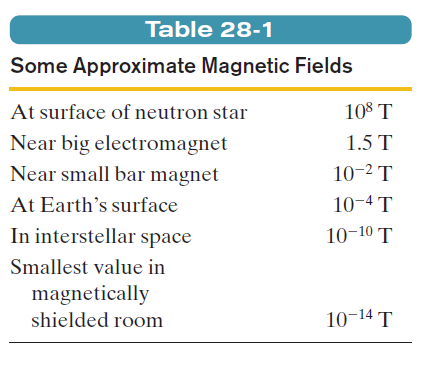 Table 28-1
Some Approximate Magnetic Fields
At surface of neutron star 10⁸ T
Near big electromagnet 1.5 T
Near small bar magnet 10⁻² T
At Earth’s surface 10⁻⁴ T
In interstellar space 10⁻¹⁰ T
Smallest value in
magnetically
shielded room 10⁻¹⁴ T